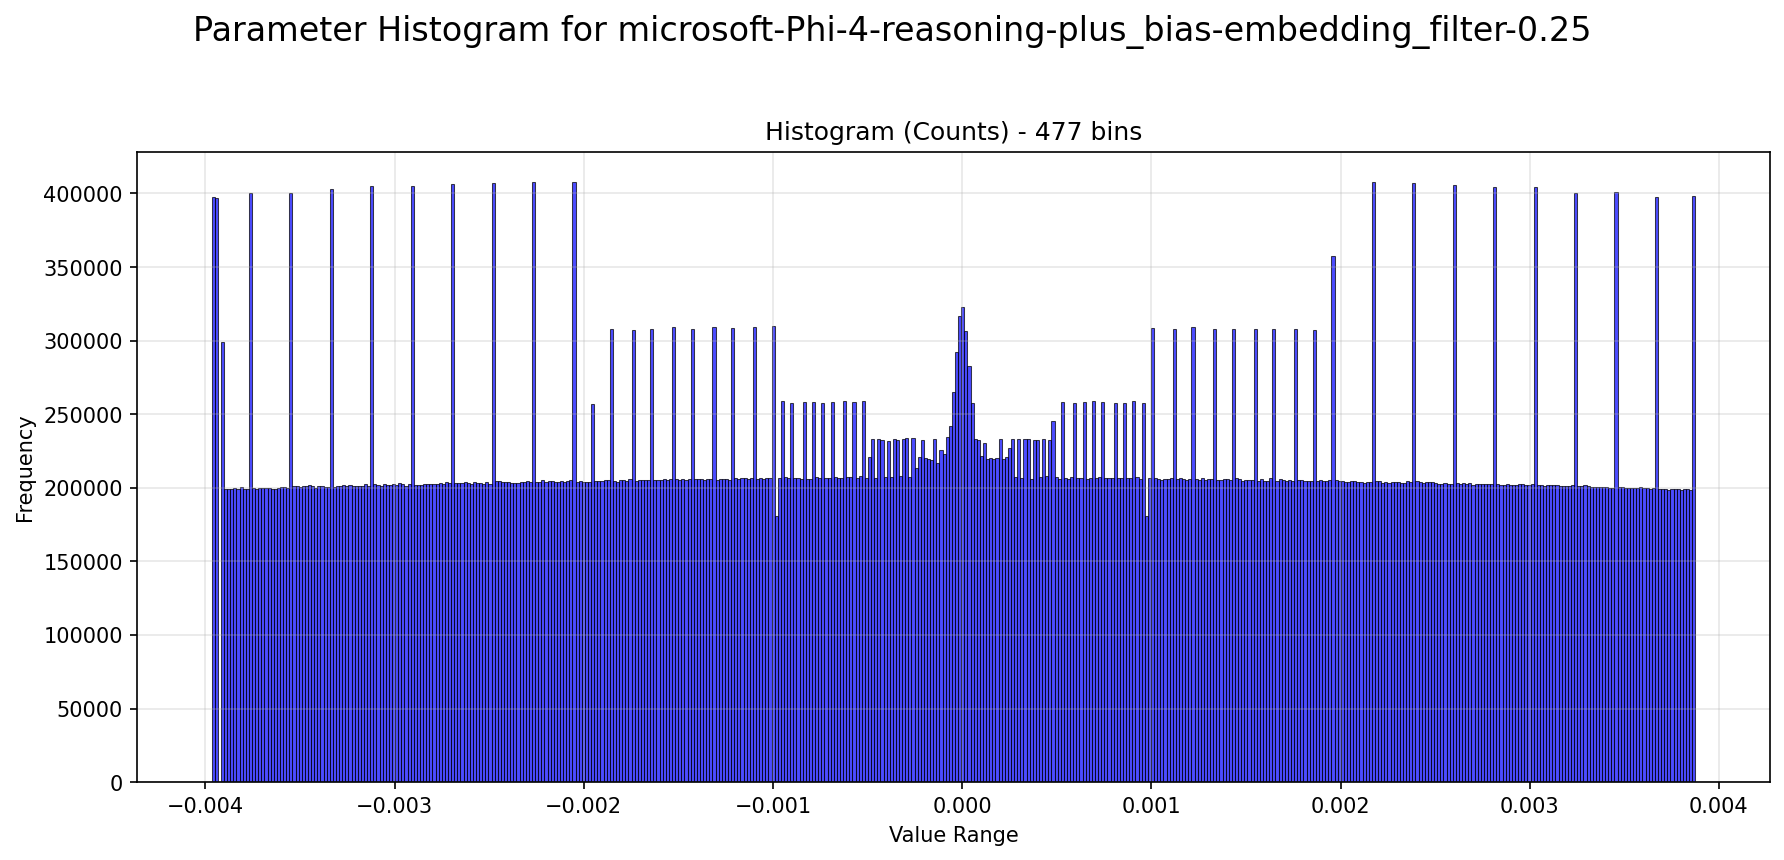 Parameter Histogram for microsoft-Phi-4-reasoning-plus_bias-embedding_filter-0.25
Histogram (Counts) - 477 bins
Frequency
400000
350000
300000
250000
200000
150000
100000
50000
0
−0.004 −0.003 −0.002 −0.001 0.000 0.001 0.002 0.003 0.004
Value Range